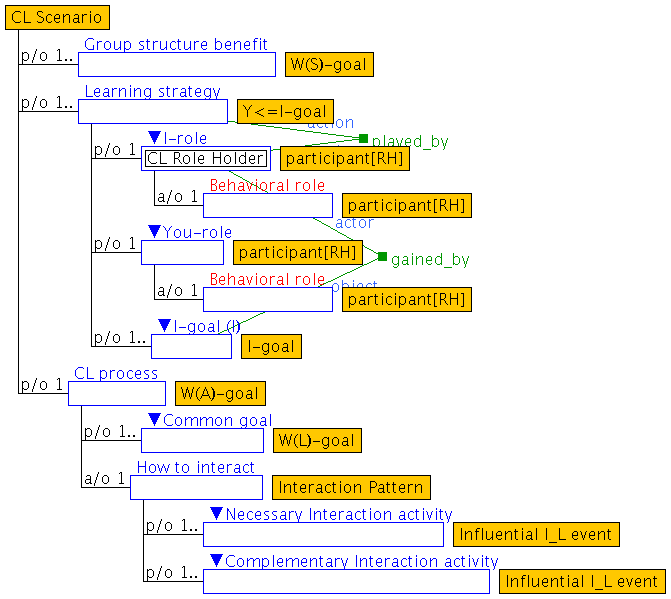 CL Scenario
p/o 1.. Group structure benefit W(S)-goal
p/o 1.. Learning strategy Y<=I-goal
action
played_by
p/o 1 I-role CL Role Holder participant[RH]
a/o 1 Behavioral role participant[RH]
actor
p/o 1 You-role participant[RH]
gained_by
a/o 1 Behavioral role participant[RH]
object
p/o 1.. I-goal (I) I-goal
p/o 1 CL process W(A)-goal
p/o 1.. Common goal W(L)-goal
a/o 1 How to interact Interaction Pattern
p/o 1.. Necessary Interaction activity Influential I_L event
p/o 1.. Complementary Interaction activity Influential I_L event